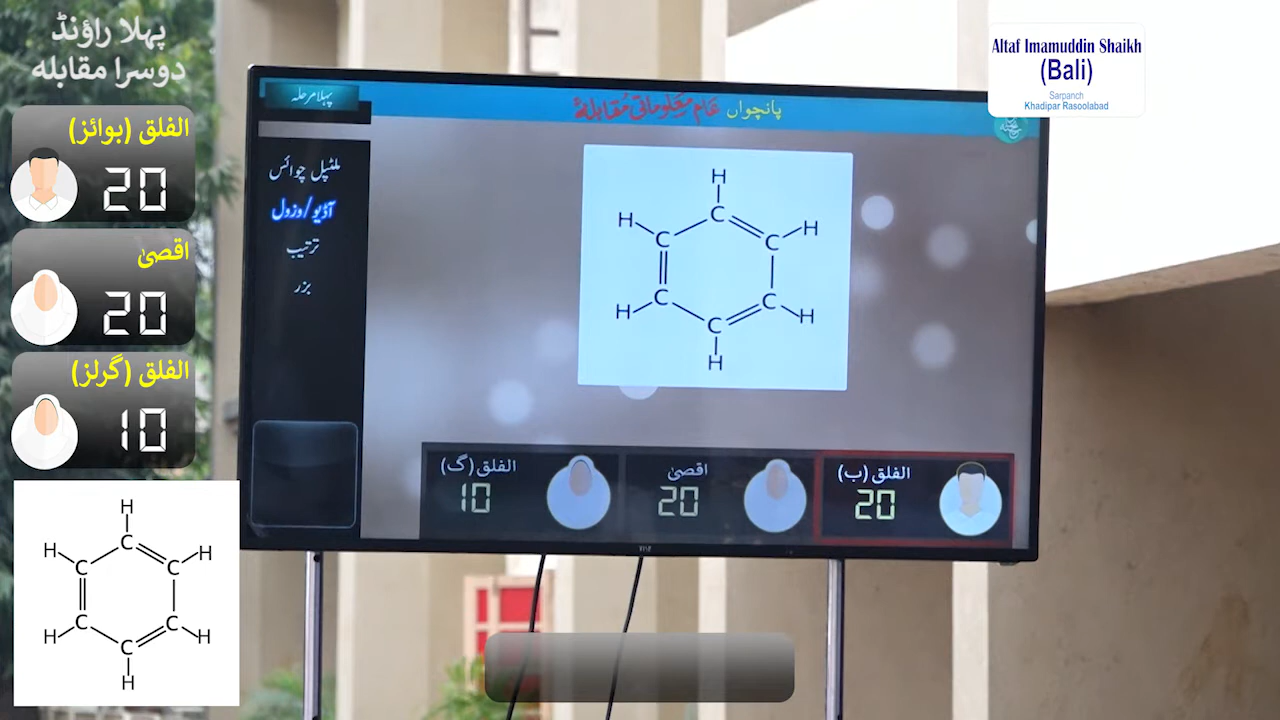 پہلا راؤنڈ
دوسرا مقابلہ
الفلق (بوائز)
20
اقصیٰ
20
الفلق (گرلز)
10
H
H C H
C C
C C
H C H
H
Altaf Imamuddin Shaikh
(Bali)
Sarpanch
Khadipar Rasoolabad
پہلا مرحلہ
پانچواں عام معلوماتی مقابلہ
ملٹپل چوائس
آڈیو/وزول
ترتیب
بزر
H
H C H
C C
C C
H C H
H
الفلق (ب)
20
اقصیٰ
20
الفلق (گ)
10